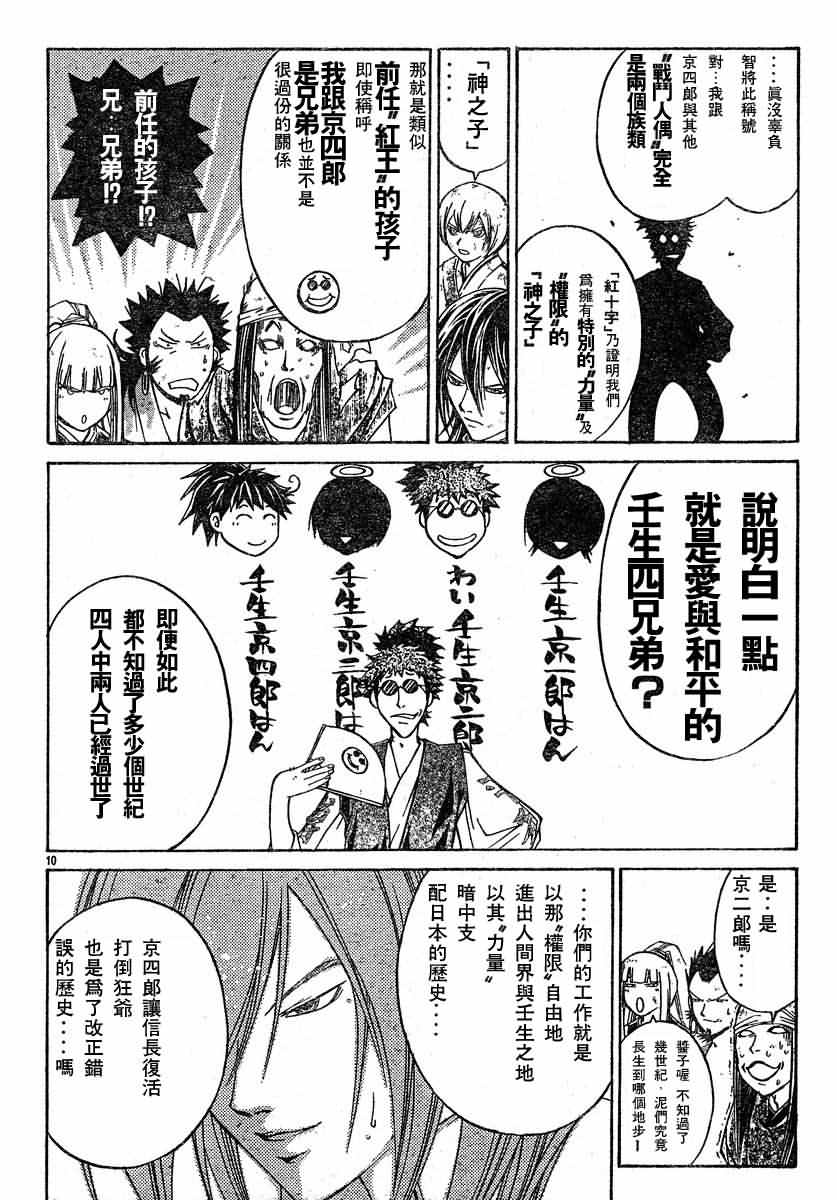 ‥‥真沒辜負
智將此稱號
對‥我跟
京四郎與其他
“戰鬥人偶”完全
是兩個族類
「紅十字」乃證明我們
為擁有特別的“力量”及
“權限”的
「神之子」
「神之子」
‥‥
那就是類似
前任“紅王”的孩子
即使稱呼
我跟京四郎
是兄弟也並不是
很過份的關係
前任的孩子!?
兄‥兄弟!?
說明白一點
就是愛與和平的
壬生四兄弟？
壬生京一郎はん
わい壬生京二郎
壬生京三郎はん
壬生京四郎はん
即便如此
都不知過了多少個世紀
四人中兩人已經過世了
10
是‥是
京二郎嗎‥‥
醬子喔 不知過了
幾世紀．泥們究竟
長生到哪個地步ー
‥‥你們的工作就是
以那“權限”自由地
進出人間界與壬生之地
以其“力量”
暗中支
配日本的歷史‥‥
京四郎讓信長復活
打倒狂爺
也是為了改正錯
誤的歷史‥‥嗎